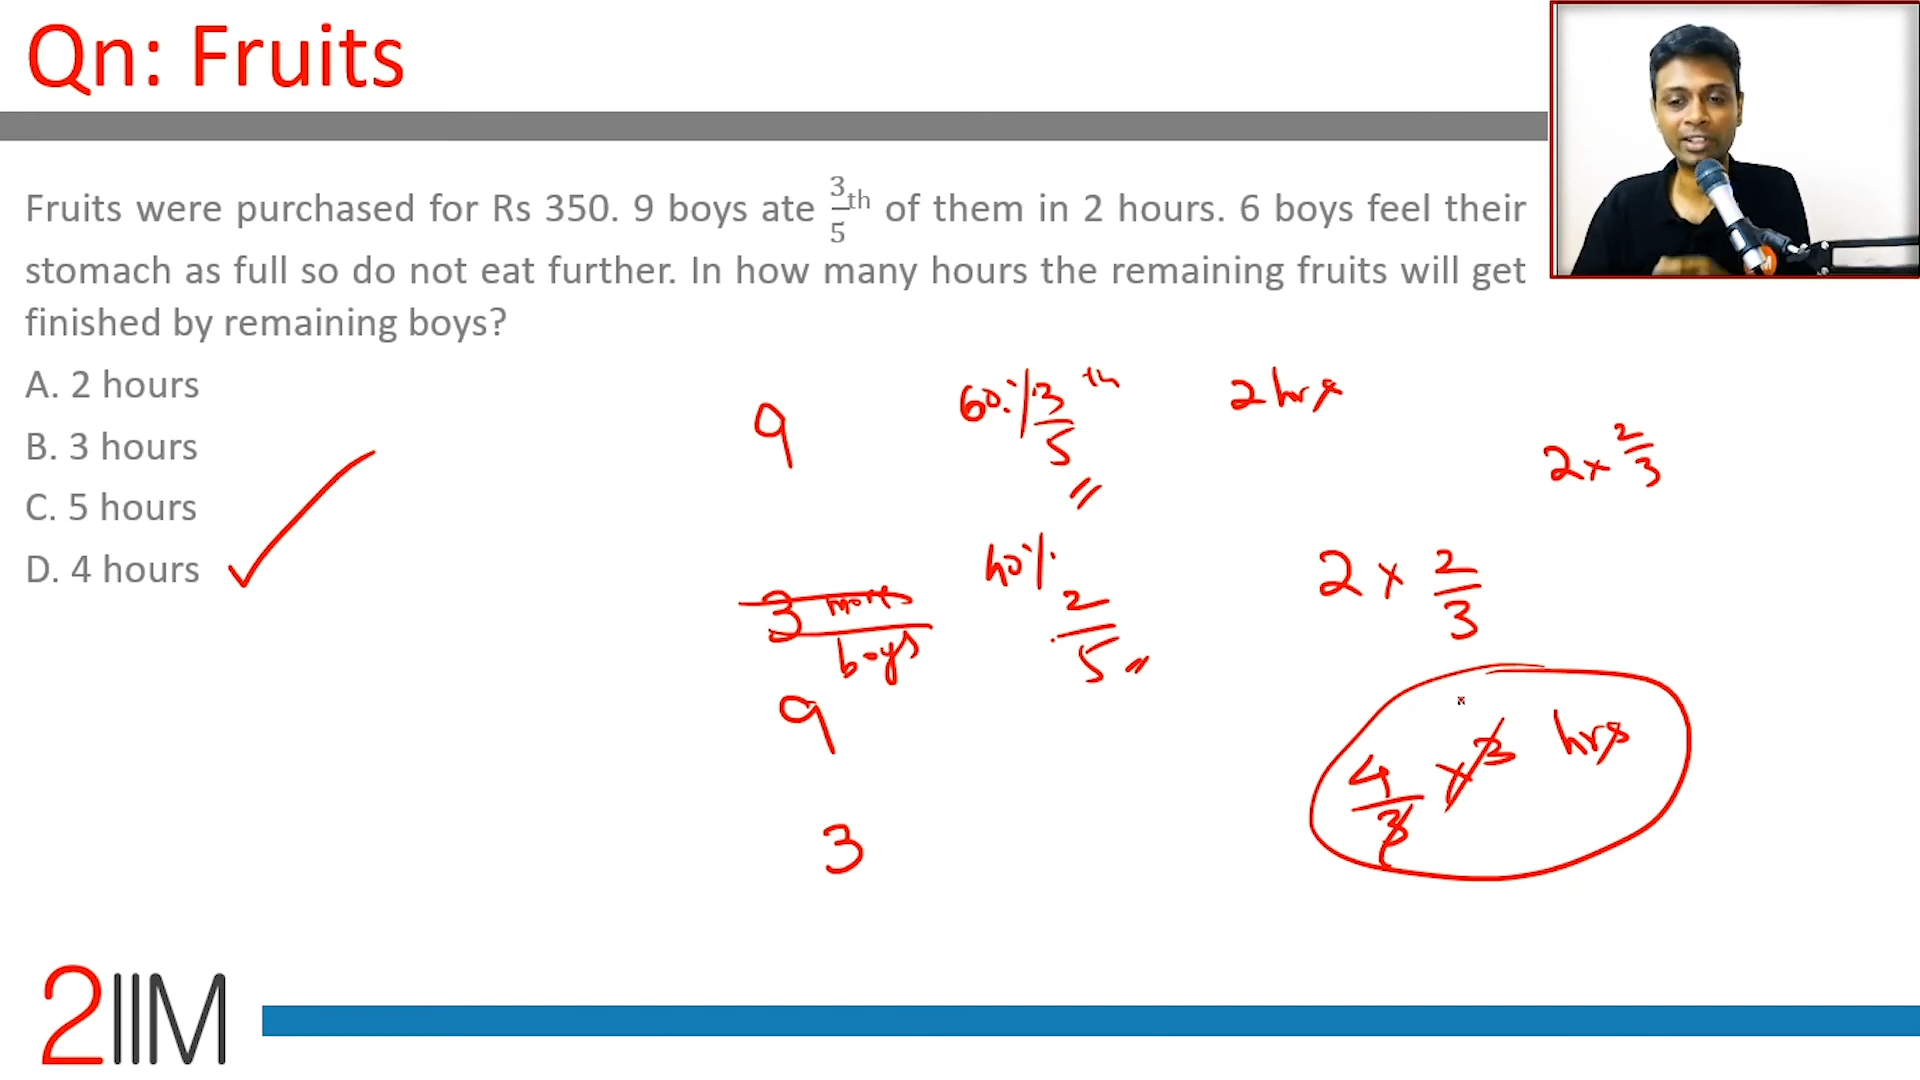 Qn: Fruits
Fruits were purchased for Rs 350. 9 boys ate 3/5 th of them in 2 hours. 6 boys feel their
stomach as full so do not eat further. In how many hours the remaining fruits will get
finished by remaining boys?
A. 2 hours
B. 3 hours
C. 5 hours
D. 4 hours
9 60% 3/5 th 2 hrs
2 x 2/3
3 more boys 40% 2/5 2 x 2/3
9
4/3 x 3 hrs
3
2IIM